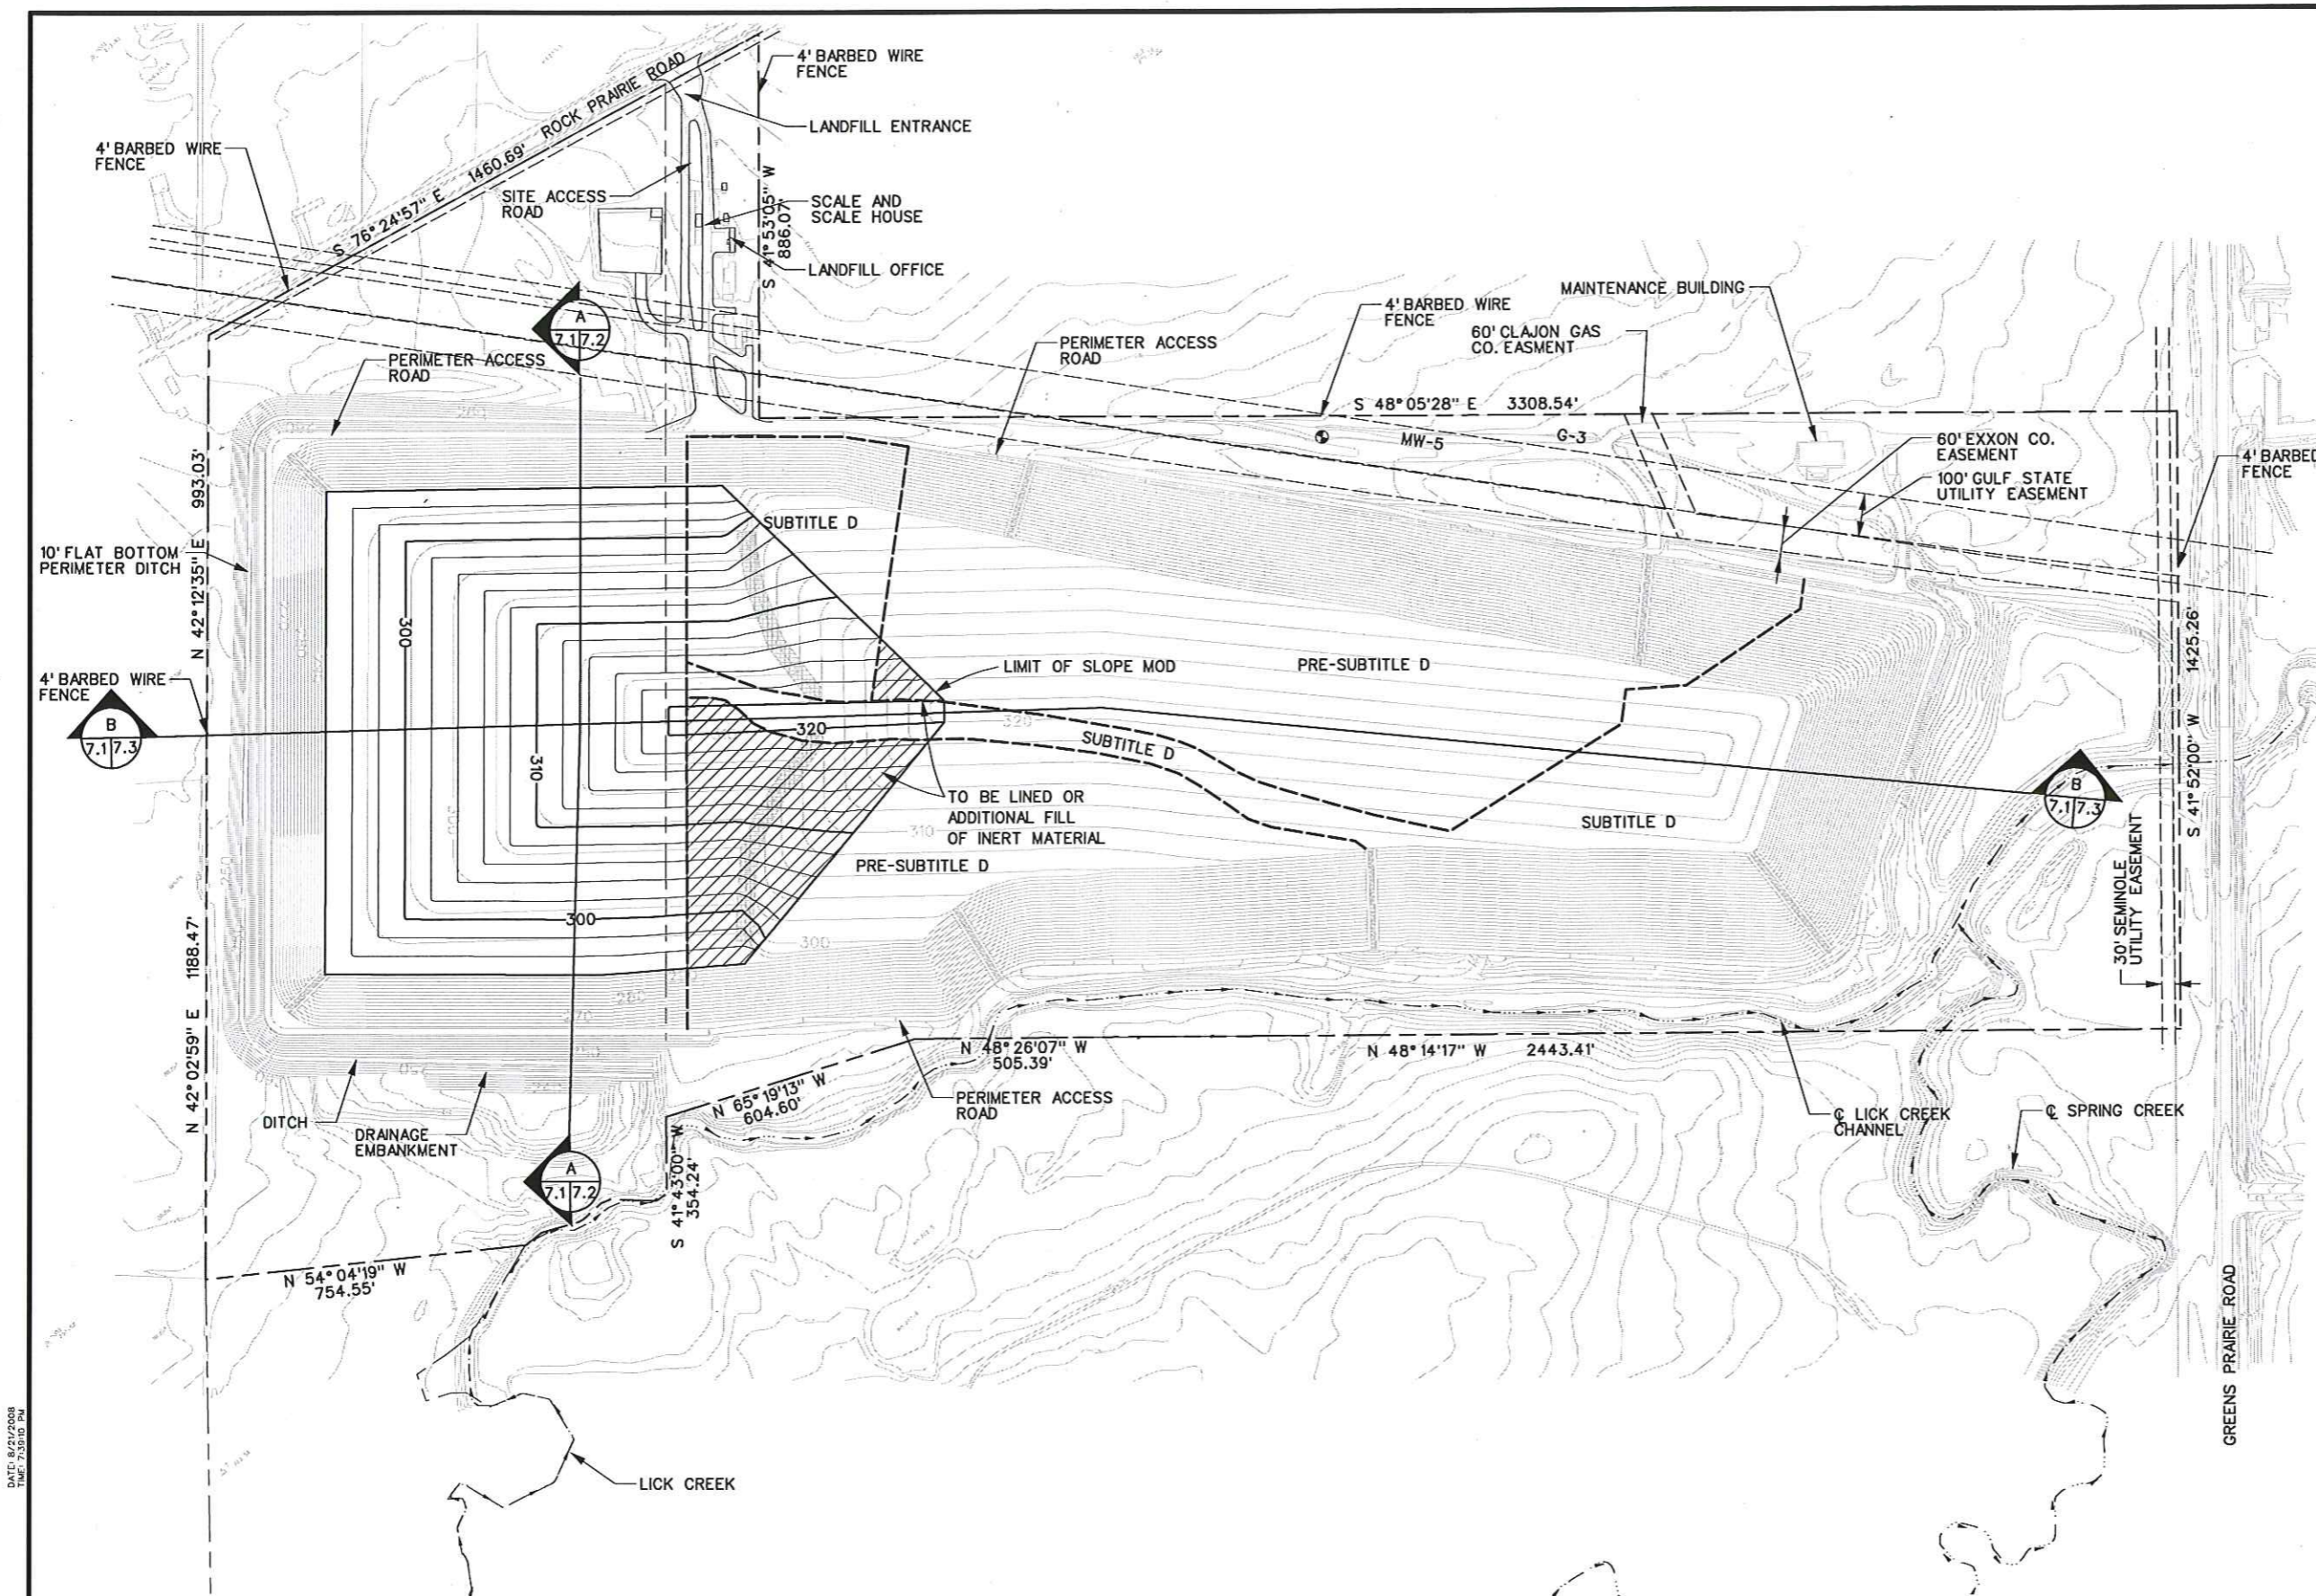 4' BARBED WIRE
FENCE
ROCK PRAIRIE ROAD
LANDFILL ENTRANCE
4' BARBED WIRE
FENCE
S 76° 24'57" E 1460.69'
SITE ACCESS
ROAD
SCALE AND
SCALE HOUSE
S 41° 53'05" W
886.07'
LANDFILL OFFICE
A
7.1 7.2
4' BARBED WIRE
FENCE
MAINTENANCE BUILDING
60' CLAJON GAS
CO. EASMENT
PERIMETER ACCESS
ROAD
PERIMETER ACCESS
ROAD
S 48° 05'28" E 3308.54'
MW-5
G-3
60' EXXON CO.
EASEMENT
100' GULF STATE
UTILITY EASEMENT
4' BARBED
FENCE
N 42° 12'35" E 993.03'
10' FLAT BOTTOM
PERIMETER DITCH
SUBTITLE D
300
4' BARBED WIRE
FENCE
B
7.1 7.3
LIMIT OF SLOPE MOD
PRE-SUBTITLE D
320
320
SUBTITLE D
310
TO BE LINED OR
ADDITIONAL FILL
OF INERT MATERIAL
310
PRE-SUBTITLE D
SUBTITLE D
B
7.1 7.3
S 41° 52'00" W 1425.26'
30' SEMINOLE
UTILITY EASEMENT
300
300
280
N 42° 02'59" E 1188.47'
N 48° 26'07" W
505.39'
N 48° 14'17" W 2443.41'
N 65° 19'13" W
604.60'
PERIMETER ACCESS
ROAD
DITCH
DRAINAGE
EMBANKMENT
℄ LICK CREEK
CHANNEL
℄ SPRING CREEK
A
7.1 7.2
S 41° 43'00" W
354.24'
N 54° 04'19" W
754.55'
GREENS PRAIRIE ROAD
LICK CREEK
DATE: 8/21/2008
TIME: 7:39:10 PM